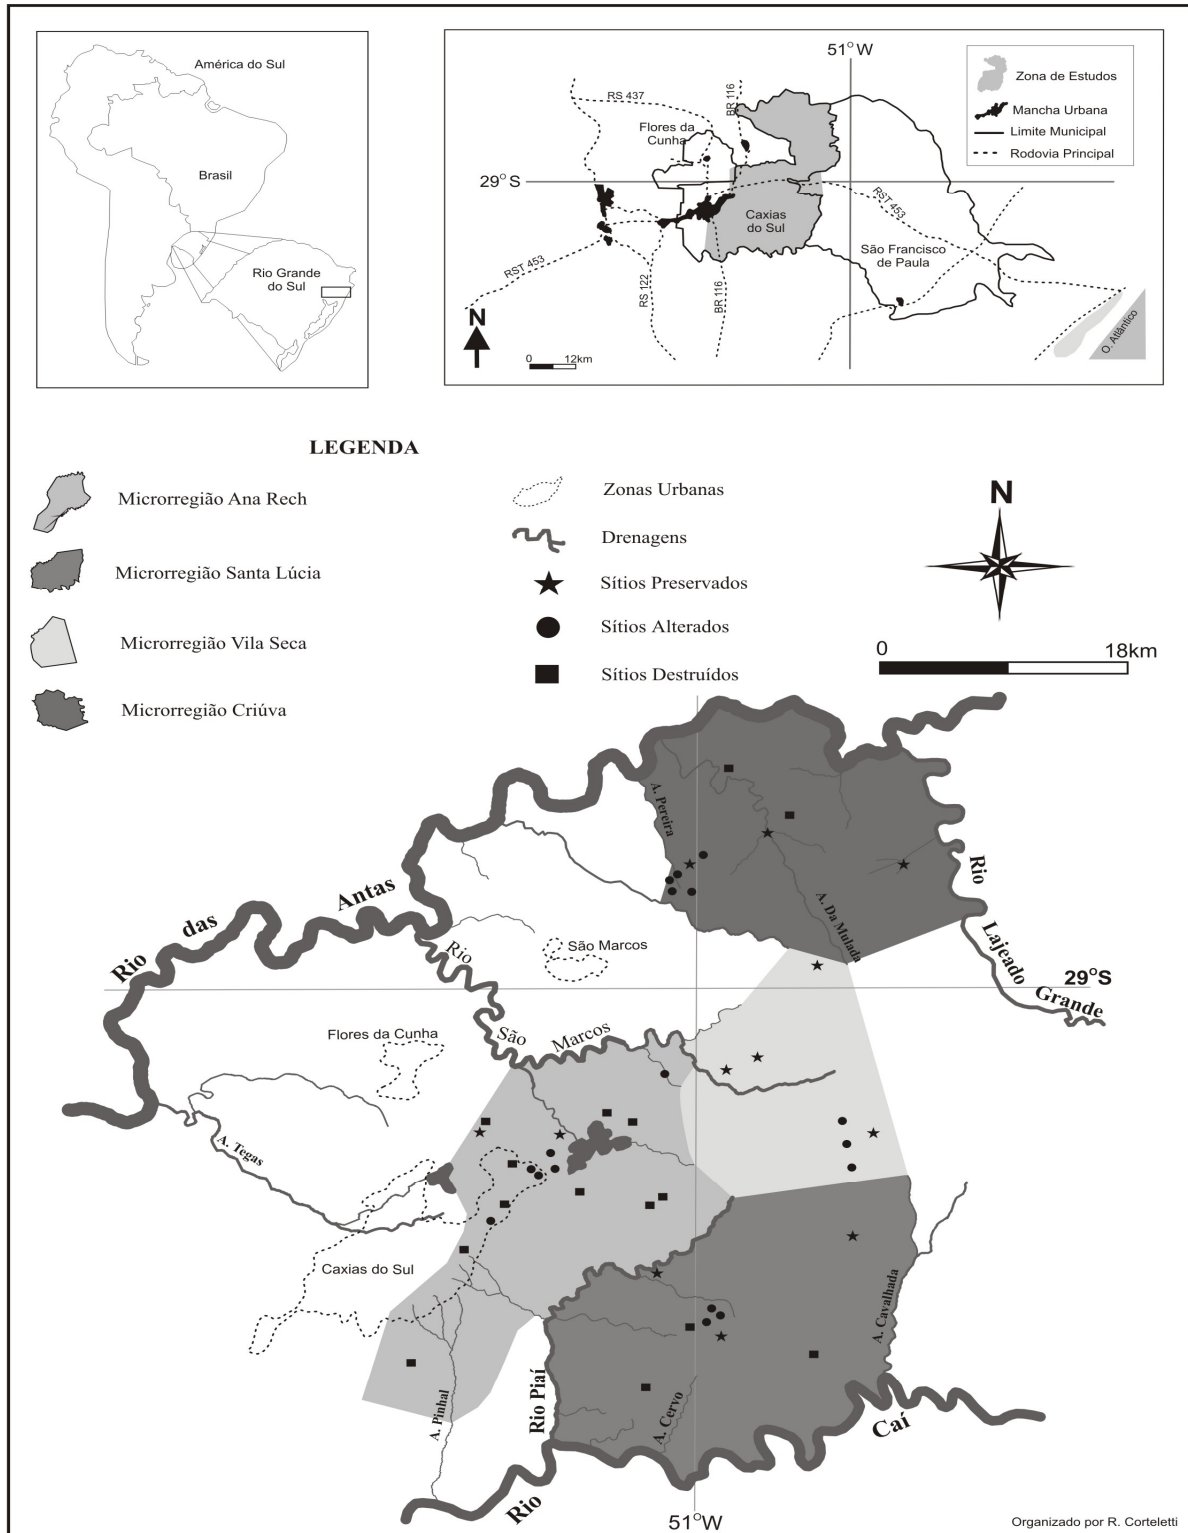 América do Sul
Brasil
Rio Grande
do Sul
51°W
Zona de Estudos
Mancha Urbana
Limite Municipal
Rodovia Principal
RS 437
BR 116
Flores da
Cunha
29°S
RST 453
Caxias
do Sul
São Francisco
de Paula
RST 453
RS 122
BR 116
O. Atlântico
N
0 12km
LEGENDA
Microrregião Ana Rech
Microrregião Santa Lúcia
Microrregião Vila Seca
Microrregião Criúva
Zonas Urbanas
Drenagens
Sítios Preservados
Sítios Alterados
Sítios Destruídos
N
0 18km
A. Pereira
Rio das Antas
A. Da Mulada
Rio Lajeado Grande
São Marcos
29°S
Rio São Marcos
Flores da Cunha
A. Tegas
Caxias do Sul
A. Cavalhada
A. Pinhal
Rio Piaí
A. Cervo
Rio Caí
51°W
Organizado por R. Corteletti